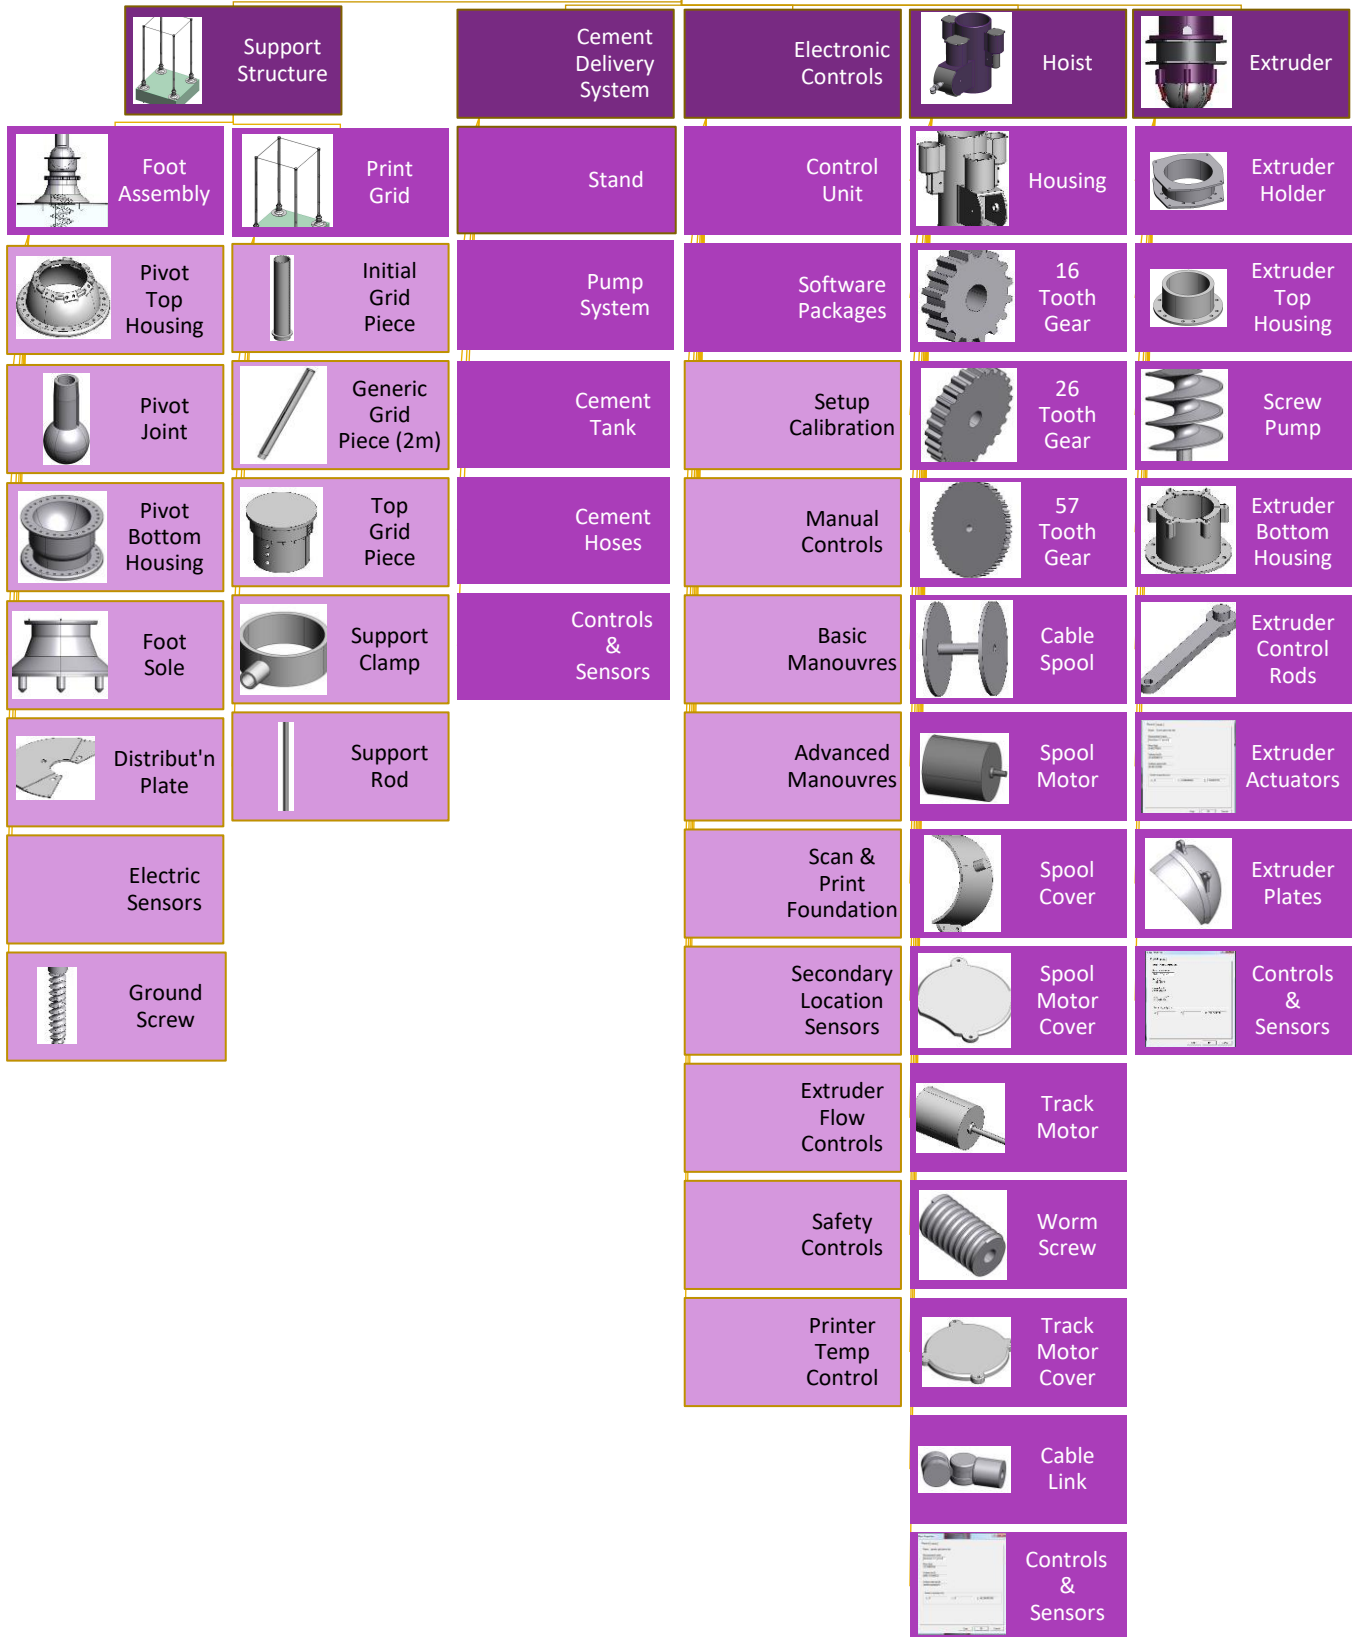 Support
Structure
Cement
Delivery
System
Electronic
Controls
Hoist
Extruder
Foot
Assembly
Pivot
Top
Housing
Pivot
Joint
Pivot
Bottom
Housing
Foot
Sole
Distribut'n
Plate
Electric
Sensors
Ground
Screw
Print
Grid
Initial
Grid
Piece
Generic
Grid
Piece (2m)
Top
Grid
Piece
Support
Clamp
Support
Rod
Stand
Pump
System
Cement
Tank
Cement
Hoses
Controls
&
Sensors
Control
Unit
Software
Packages
Setup
Calibration
Manual
Controls
Basic
Manouvres
Advanced
Manouvres
Scan &
Print
Foundation
Secondary
Location
Sensors
Extruder
Flow
Controls
Safety
Controls
Printer
Temp
Control
Housing
16
Tooth
Gear
26
Tooth
Gear
57
Tooth
Gear
Cable
Spool
Spool
Motor
Spool
Cover
Spool
Motor
Cover
Track
Motor
Worm
Screw
Track
Motor
Cover
Cable
Link
Controls
&
Sensors
Extruder
Holder
Extruder
Top
Housing
Screw
Pump
Extruder
Bottom
Housing
Extruder
Control
Rods
Extruder
Actuators
Extruder
Plates
Controls
&
Sensors